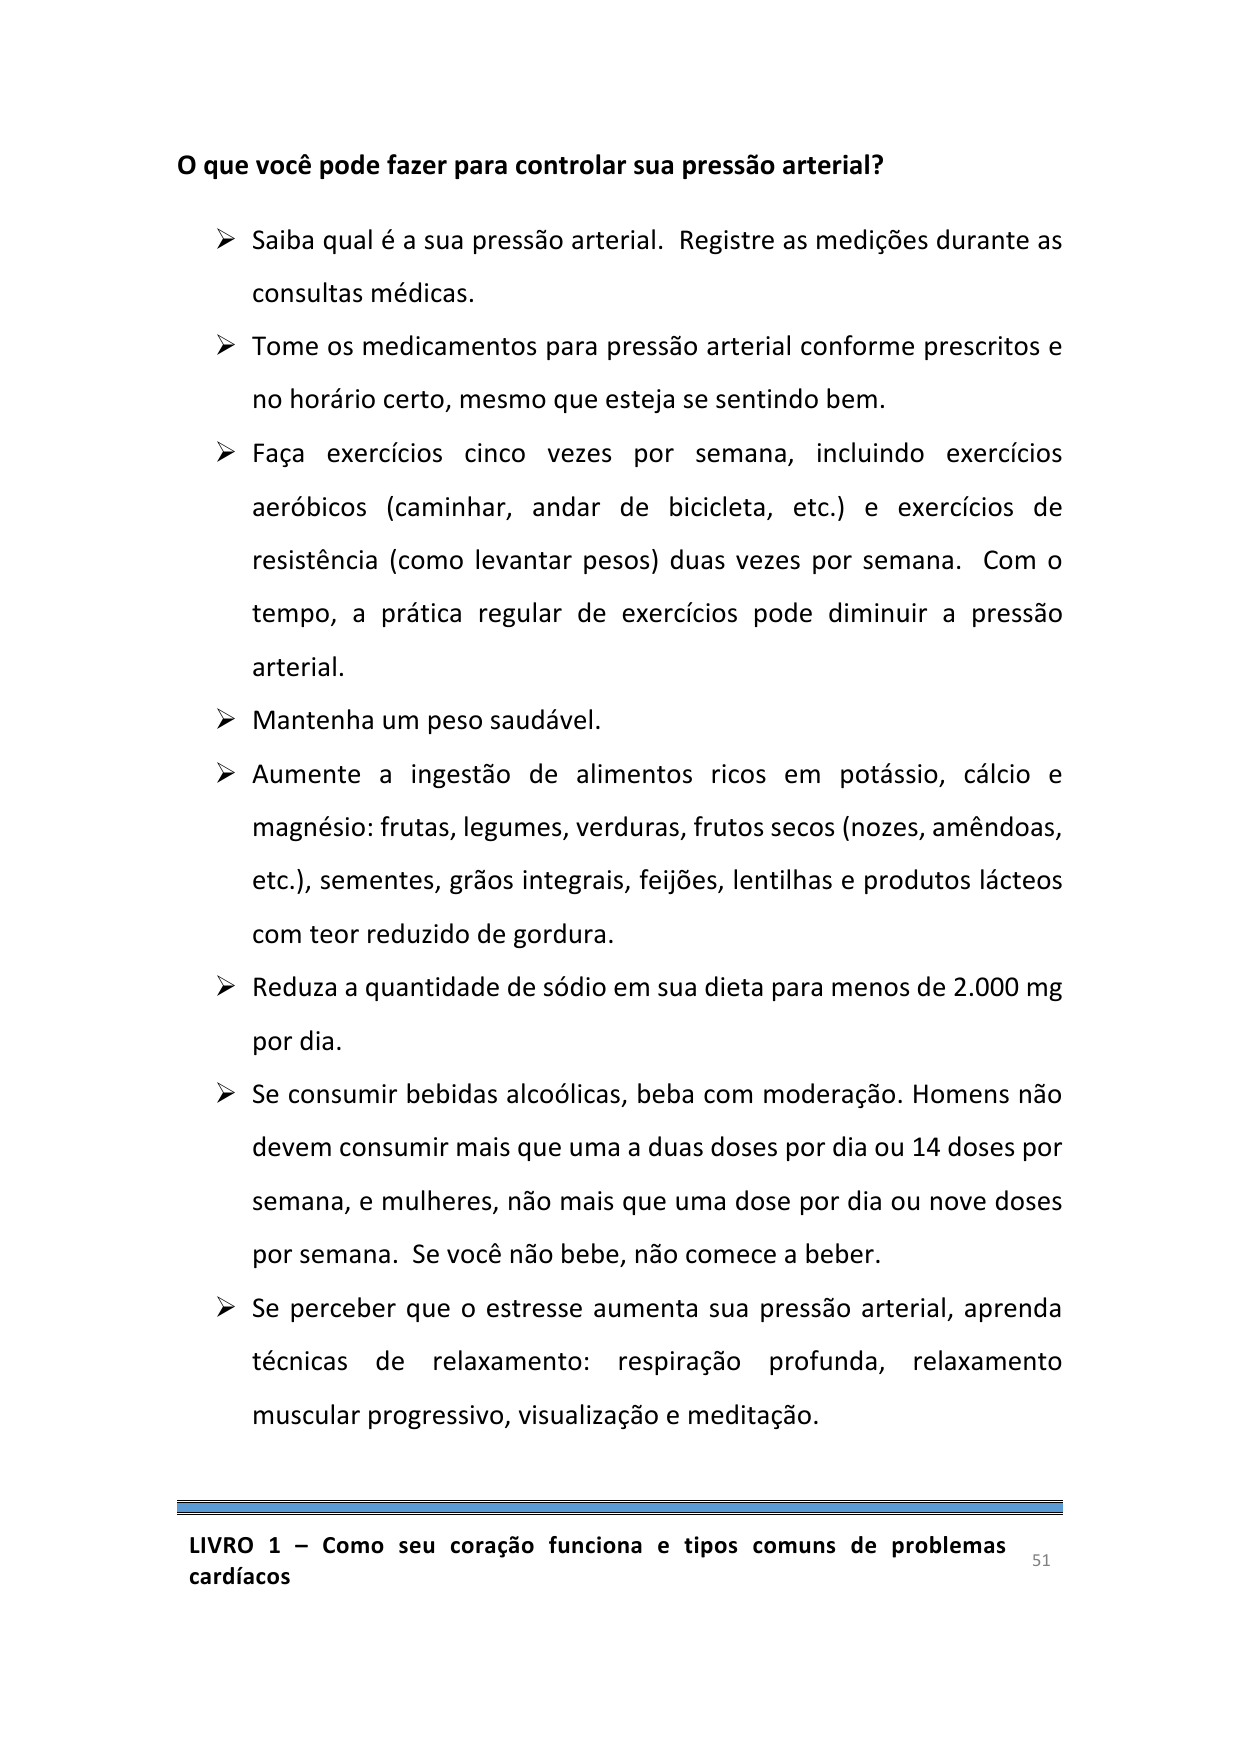 O que você pode fazer para controlar sua pressão arterial?
➢ Saiba qual é a sua pressão arterial.  Registre as medições durante as
consultas médicas.
➢ Tome os medicamentos para pressão arterial conforme prescritos e
no horário certo, mesmo que esteja se sentindo bem.
➢ Faça exercícios cinco vezes por semana, incluindo exercícios
aeróbicos (caminhar, andar de bicicleta, etc.) e exercícios de
resistência (como levantar pesos) duas vezes por semana.  Com o
tempo, a prática regular de exercícios pode diminuir a pressão
arterial.
➢ Mantenha um peso saudável.
➢ Aumente a ingestão de alimentos ricos em potássio, cálcio e
magnésio: frutas, legumes, verduras, frutos secos (nozes, amêndoas,
etc.), sementes, grãos integrais, feijões, lentilhas e produtos lácteos
com teor reduzido de gordura.
➢ Reduza a quantidade de sódio em sua dieta para menos de 2.000 mg
por dia.
➢ Se consumir bebidas alcoólicas, beba com moderação. Homens não
devem consumir mais que uma a duas doses por dia ou 14 doses por
semana, e mulheres, não mais que uma dose por dia ou nove doses
por semana.  Se você não bebe, não comece a beber.
➢ Se perceber que o estresse aumenta sua pressão arterial, aprenda
técnicas de relaxamento: respiração profunda, relaxamento
muscular progressivo, visualização e meditação.
LIVRO 1 – Como seu coração funciona e tipos comuns de problemas
cardíacos
51